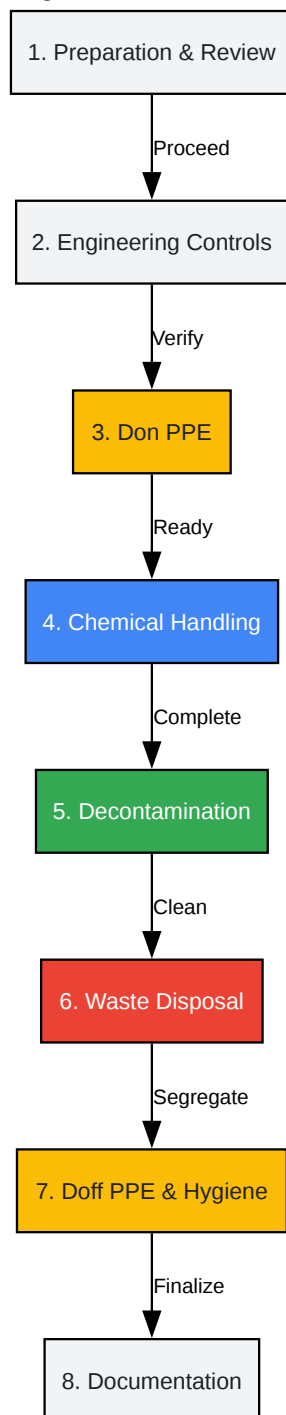 1. Preparation & Review
Proceed
2. Engineering Controls
Verify
3. Don PPE
Ready
4. Chemical Handling
Complete
5. Decontamination
Clean
6. Waste Disposal
Segregate
7. Doff PPE & Hygiene
Finalize
8. Documentation